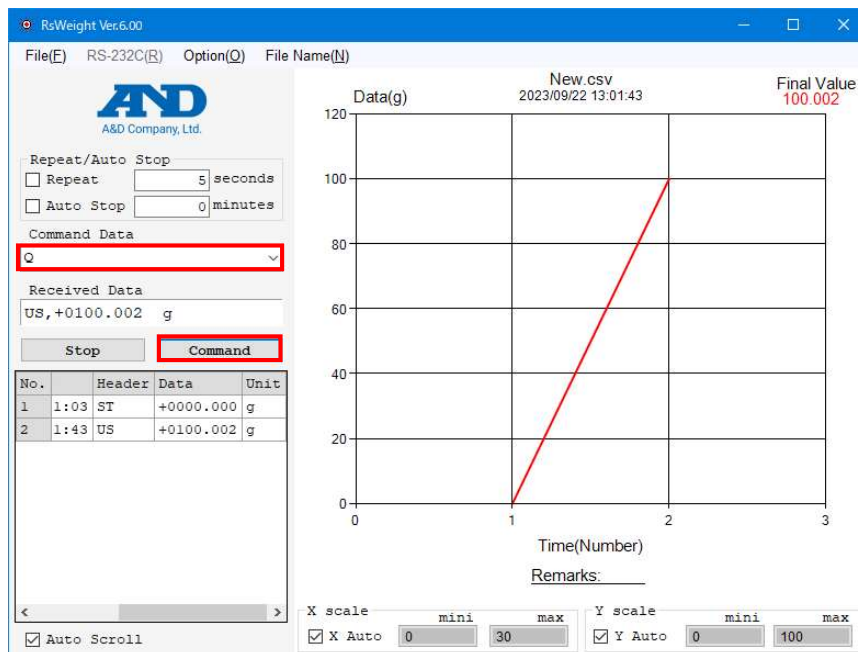 RsWeight Ver.6.00
File(F) RS-232C(R) Option(O) File Name(N)
AND
A&D Company, Ltd.
Repeat/Auto Stop
Repeat 5 seconds
Auto Stop 0 minutes
Command Data
Q
Received Data
US,+0100.002 g
Stop Command
No. Header Data Unit
1 1:03 ST +0000.000 g
2 1:43 US +0100.002 g
Auto Scroll
New.csv
Data(g) 2023/09/22 13:01:43 Final Value
100.002
120
100
80
60
40
20
0
0 1 2 3
Time(Number)
Remarks:
X scale mini max
X Auto 0 30
Y scale mini max
Y Auto 0 100